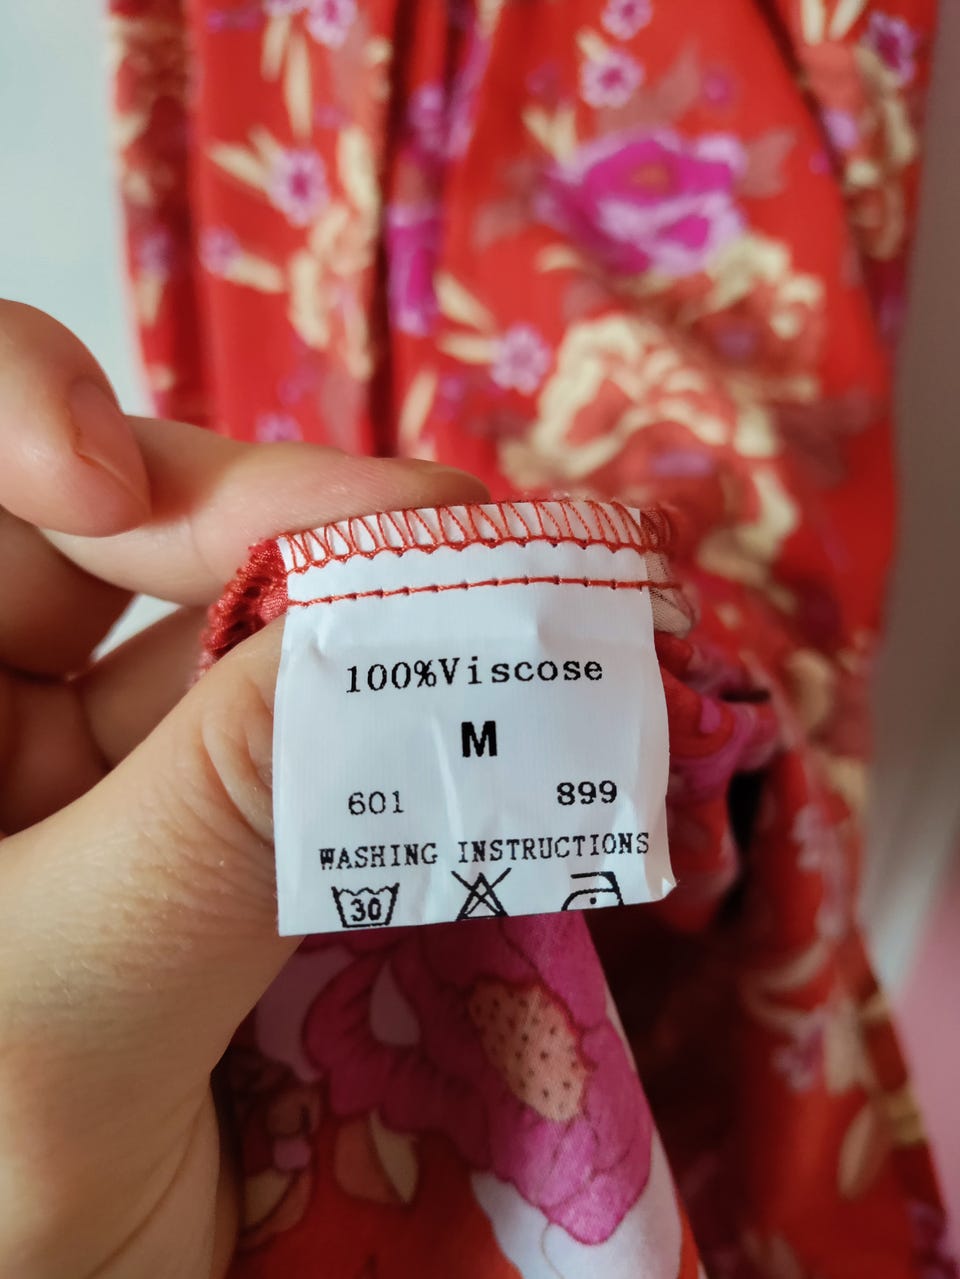 100%Viscose
M
601 899
WASHING INSTRUCTIONS
30